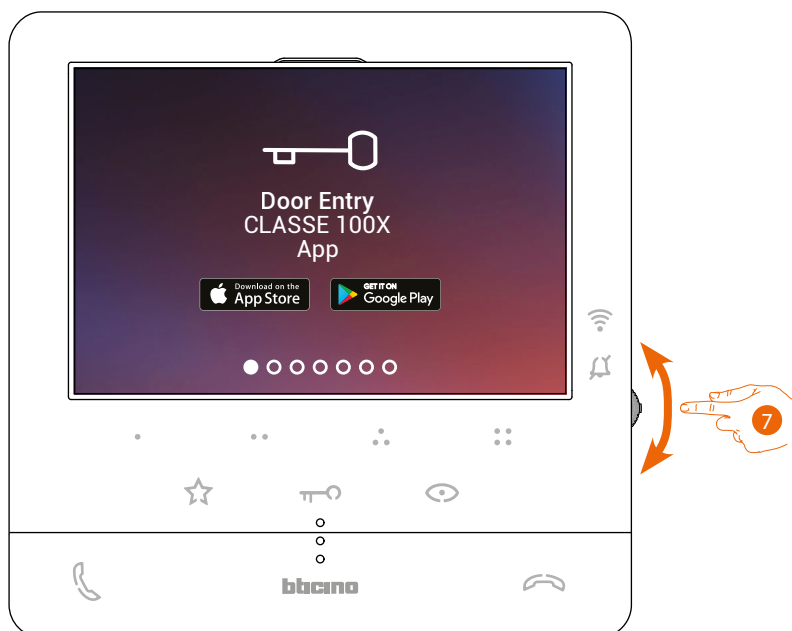 Door Entry
CLASSE 100X
App
Download on the
App Store
GET IT ON
Google Play
7
bticino